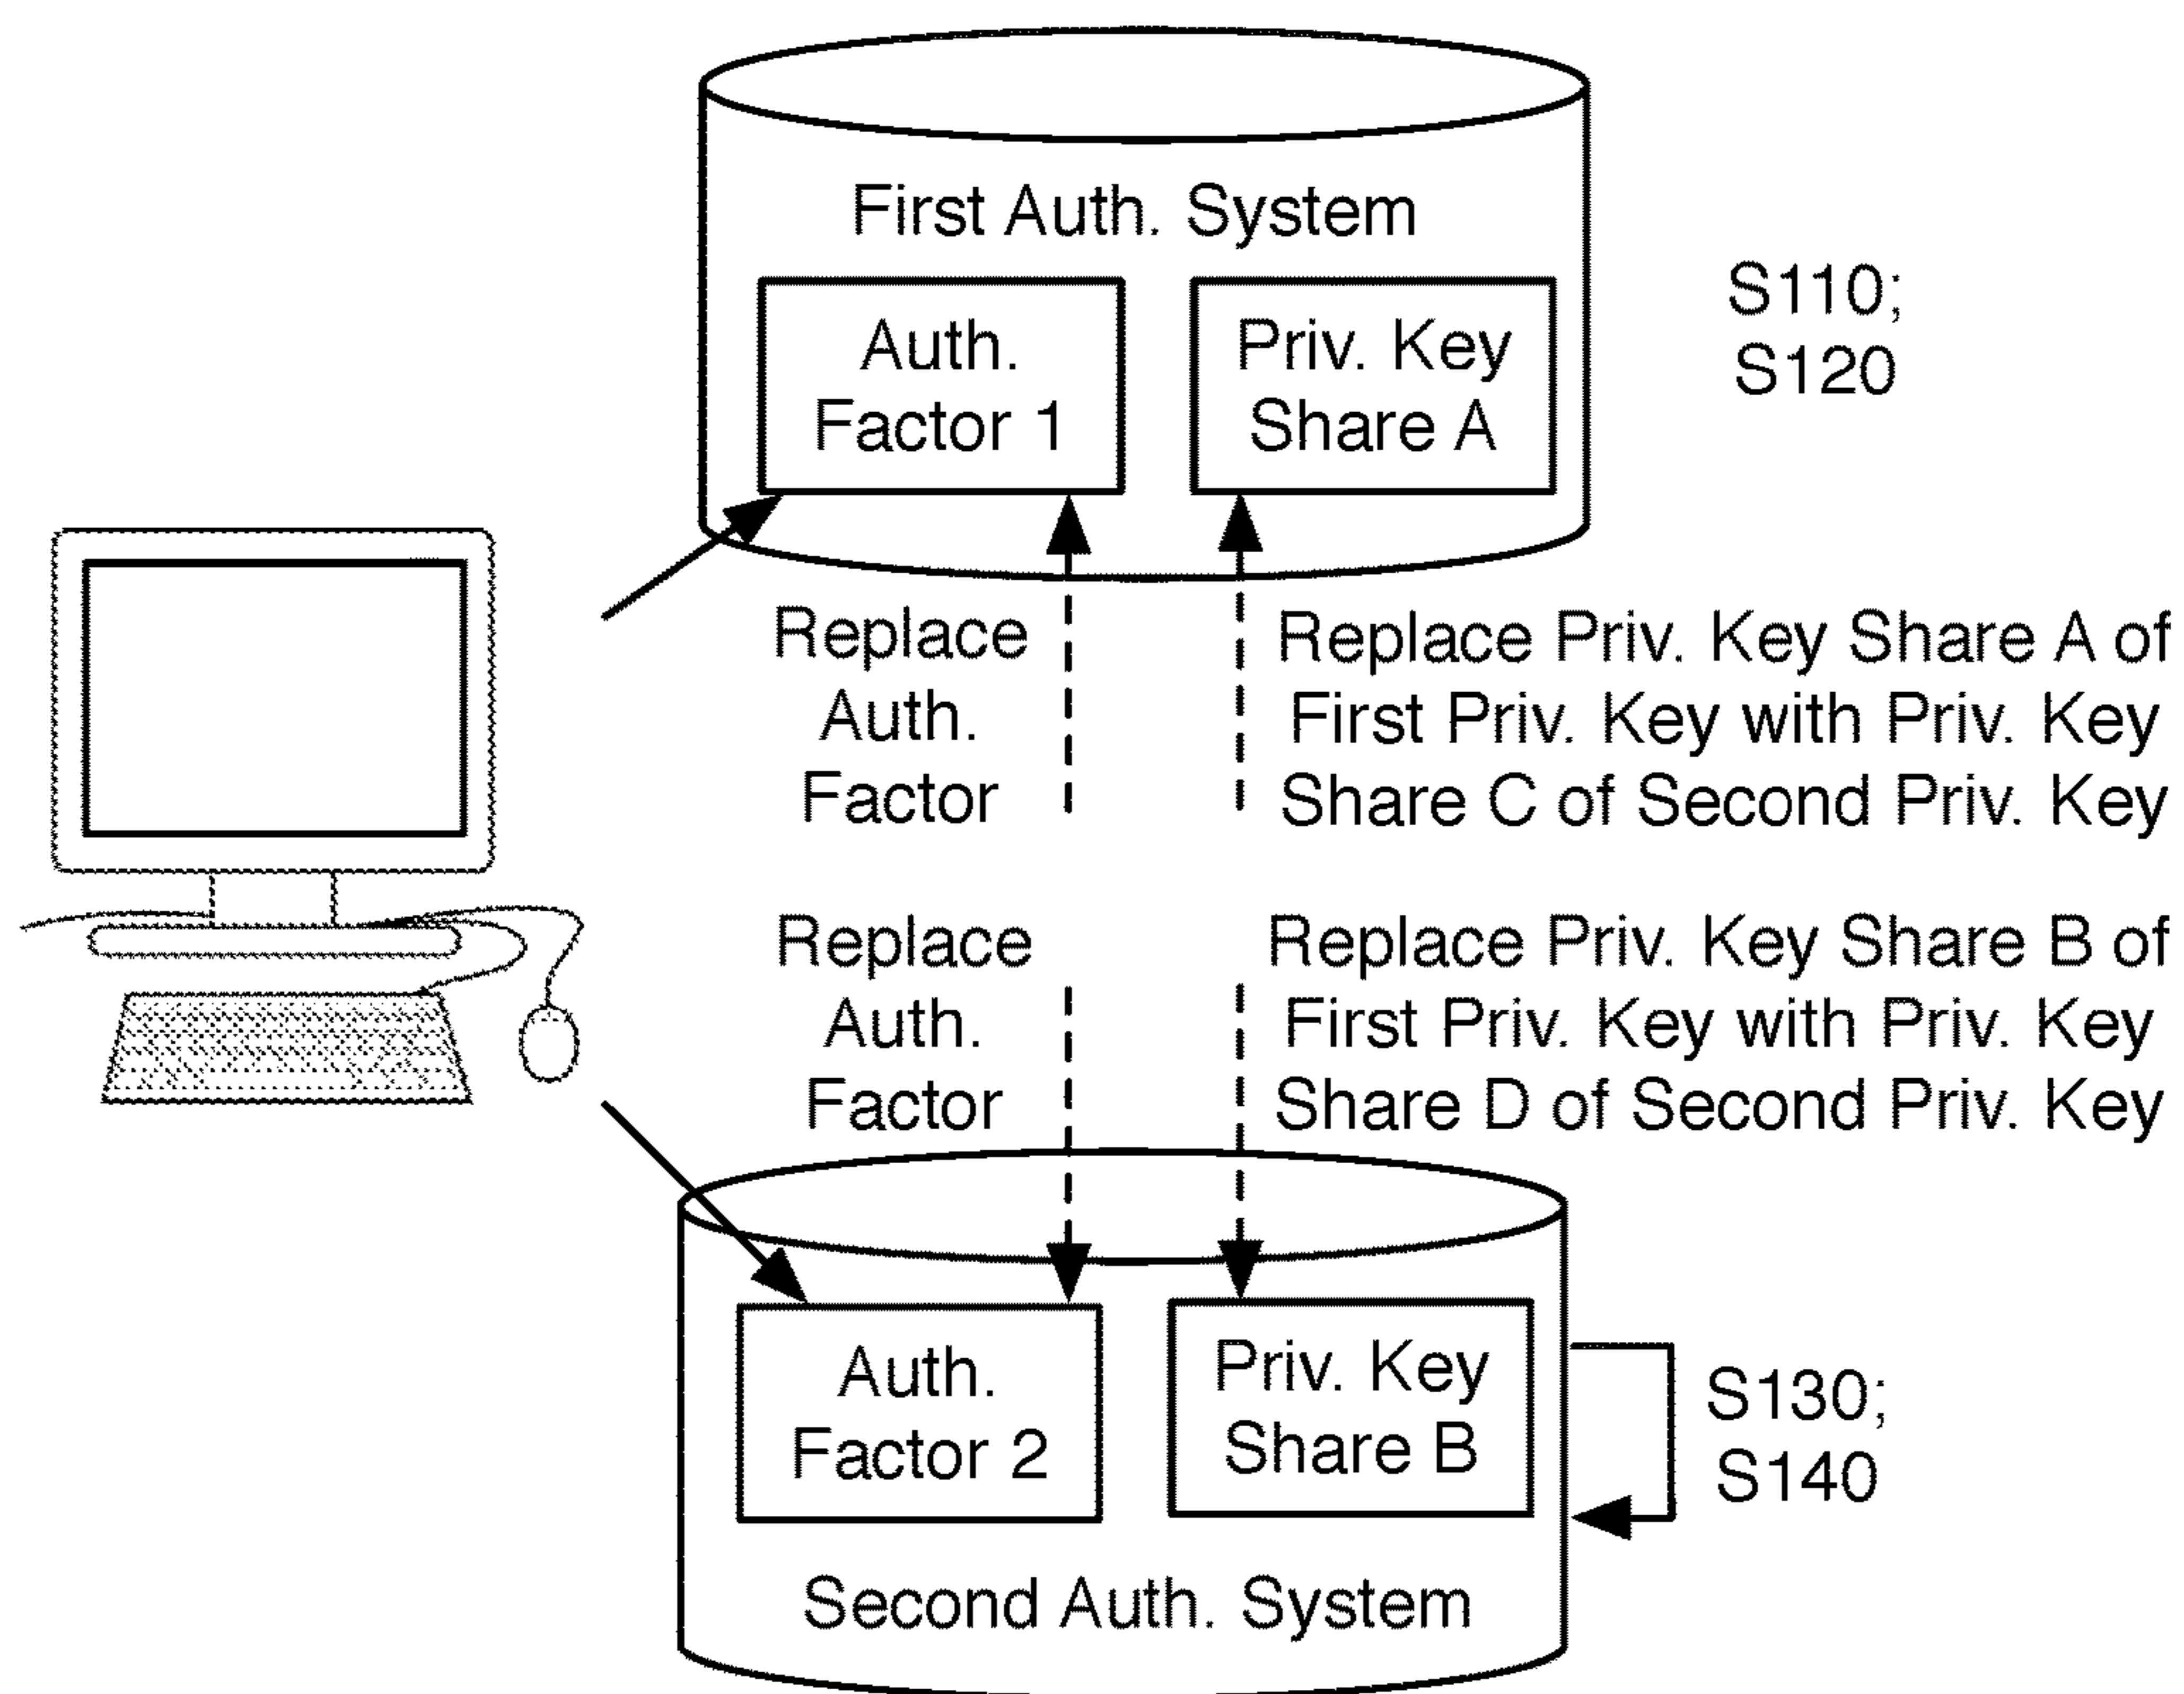 First Auth. System
Auth.
Factor 1
Priv. Key
Share A
S110;
S120
Replace
Auth.
Factor
Replace Priv. Key Share A of
First Priv. Key with Priv. Key
Share C of Second Priv. Key
Replace
Auth.
Factor
Replace Priv. Key Share B of
First Priv. Key with Priv. Key
Share D of Second Priv. Key
Auth.
Factor 2
Priv. Key
Share B
S130;
S140
Second Auth. System